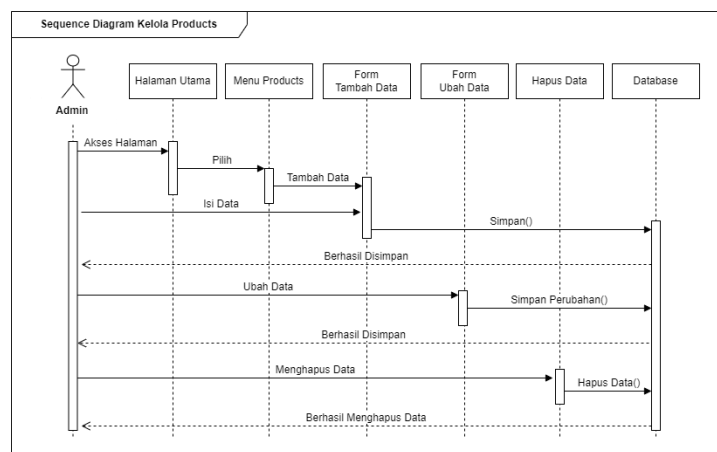 Sequence Diagram Kelola Products
Admin
Halaman Utama
Menu Products
Form
Tambah Data
Form
Ubah Data
Hapus Data
Database
Akses Halaman
Pilih
Tambah Data
Isi Data
Simpan()
Berhasil Disimpan
Ubah Data
Simpan Perubahan()
Berhasil Disimpan
Menghapus Data
Hapus Data()
Berhasil Menghapus Data